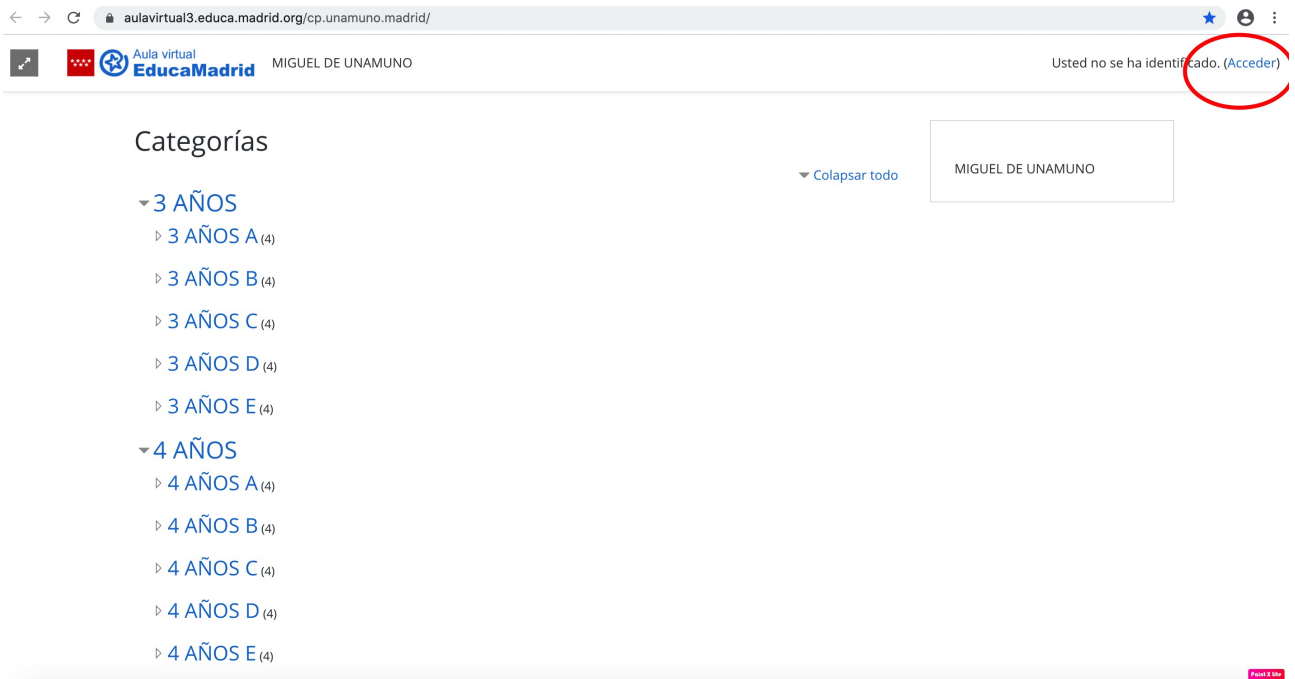 aulavirtual3.educa.madrid.org/cp.unamuno.madrid/
Aula virtual
EducaMadrid
MIGUEL DE UNAMUNO
Usted no se ha identificado. (Acceder)
Categorías
Colapsar todo
MIGUEL DE UNAMUNO
3 AÑOS
3 AÑOS A (4)
3 AÑOS B (4)
3 AÑOS C (4)
3 AÑOS D (4)
3 AÑOS E (4)
4 AÑOS
4 AÑOS A (4)
4 AÑOS B (4)
4 AÑOS C (4)
4 AÑOS D (4)
4 AÑOS E (4)
Paint X lite